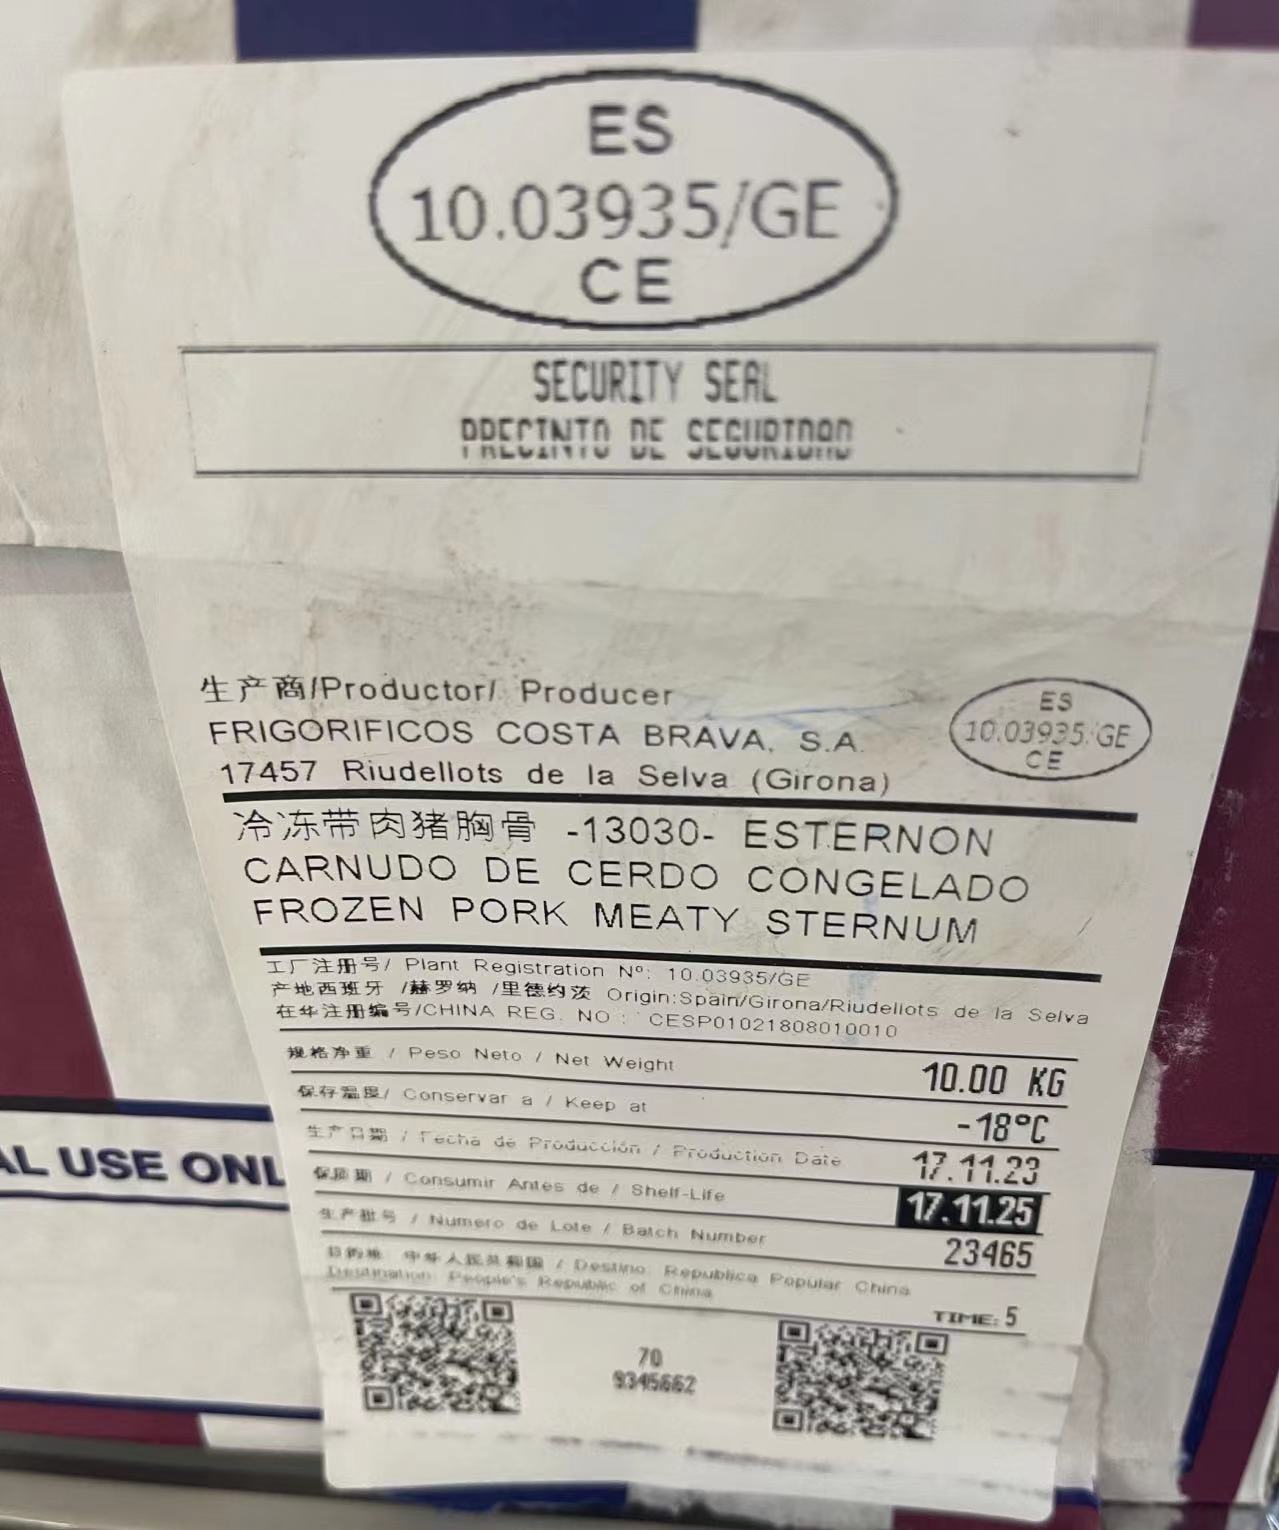 ES
10.03935/GE
CE
SECURITY SEAL
PRECINTO DE SEGURIDAD
生产商/Productor/ Producer
FRIGORIFICOS COSTA BRAVA, S.A.
17457 Riudellots de la Selva (Girona)
ES
10.03935/GE
CE
冷冻带肉猪胸骨 -13030- ESTERNON
CARNUDO DE CERDO CONGELADO
FROZEN PORK MEATY STERNUM
工厂注册号/ Plant Registration Nº: 10.03935/GE
产地西班牙 /赫罗纳 /里德约茨 Origin:Spain/Girona/Riudellots de la Selva
在华注册编号/CHINA REG. NO : CESP01021808010010
规格净重 / Peso Neto / Net Weight 10.00 KG
保存温度/ Conservar a / Keep at -18ºC
生产日期 / Fecha de Producción / Production Date 17.11.23
保质期 / Consumir Antes de / Shelf-Life 17.11.25
生产批号 / Numero de Lote / Batch Number 23465
目的地 中华人民共和国 / Destino: Republica Popular China
Destination: People's Republic of China
TIME: 5
70
9345662
AL USE ONL